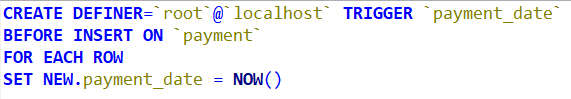 CREATE DEFINER=`root`@`localhost` TRIGGER `payment_date`
BEFORE INSERT ON `payment`
FOR EACH ROW
SET NEW.payment_date = NOW()